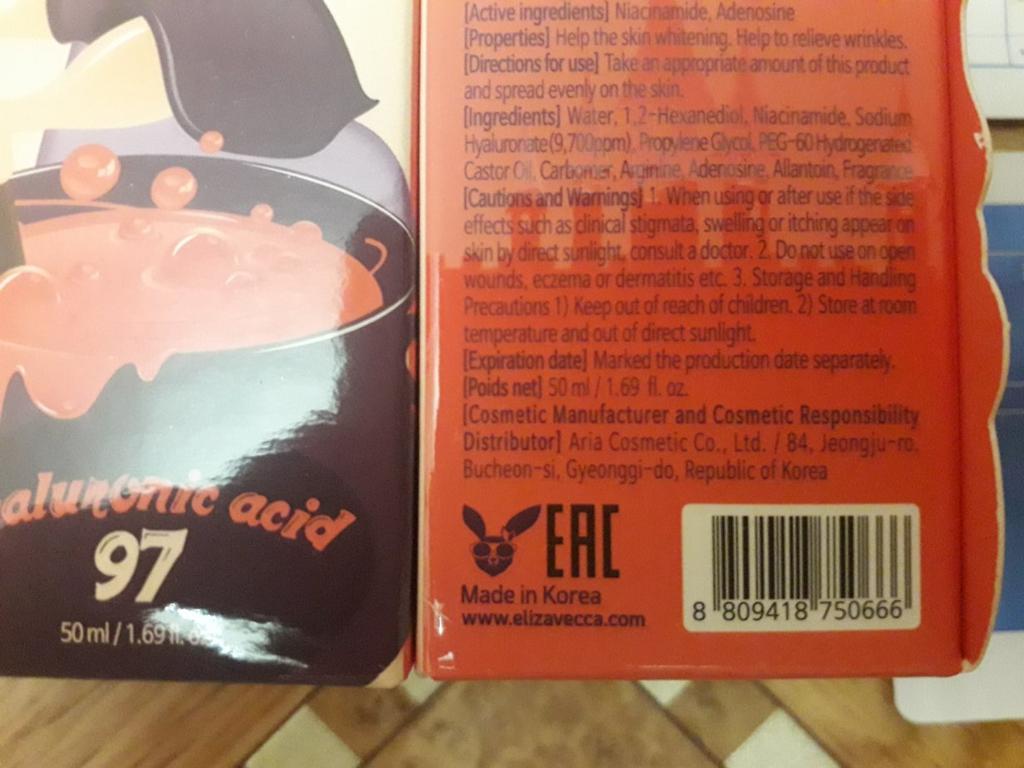 aluronic acid
97
50 ml / 1.69 fl. o
[Active ingredients] Niacinamide, Adenosine
[Properties] Help the skin whitening. Help to relieve wrinkles.
[Directions for use] Take an appropriate amount of this product
and spread evenly on the skin.
[Ingredients] Water, 1,2-Hexanediol, Niacinamide, Sodium
Hyaluronate(9,700ppm), Propylene Glycol, PEG-60 Hydrogenated
Castor Oil, Carbomer, Arginine, Adenosine, Allantoin, Fragrance
[Cautions and Warnings] 1. When using or after use if the side
effects such as clinical stigmata, swelling or itching appear on
skin by direct sunlight, consult a doctor. 2. Do not use on open
wounds, eczema or dermatitis etc. 3. Storage and Handling
Precautions 1) Keep out of reach of children. 2) Store at room
temperature and out of direct sunlight.
[Expiration date] Marked the production date separately.
[Poids net] 50 ml / 1.69 fl. oz.
[Cosmetic Manufacturer and Cosmetic Responsibility
Distributor] Aria Cosmetic Co., Ltd. / 84, Jeongju-ro,
Bucheon-si, Gyeonggi-do, Republic of Korea
EAC
Made in Korea
www.elizavecca.com
8 809418 750666